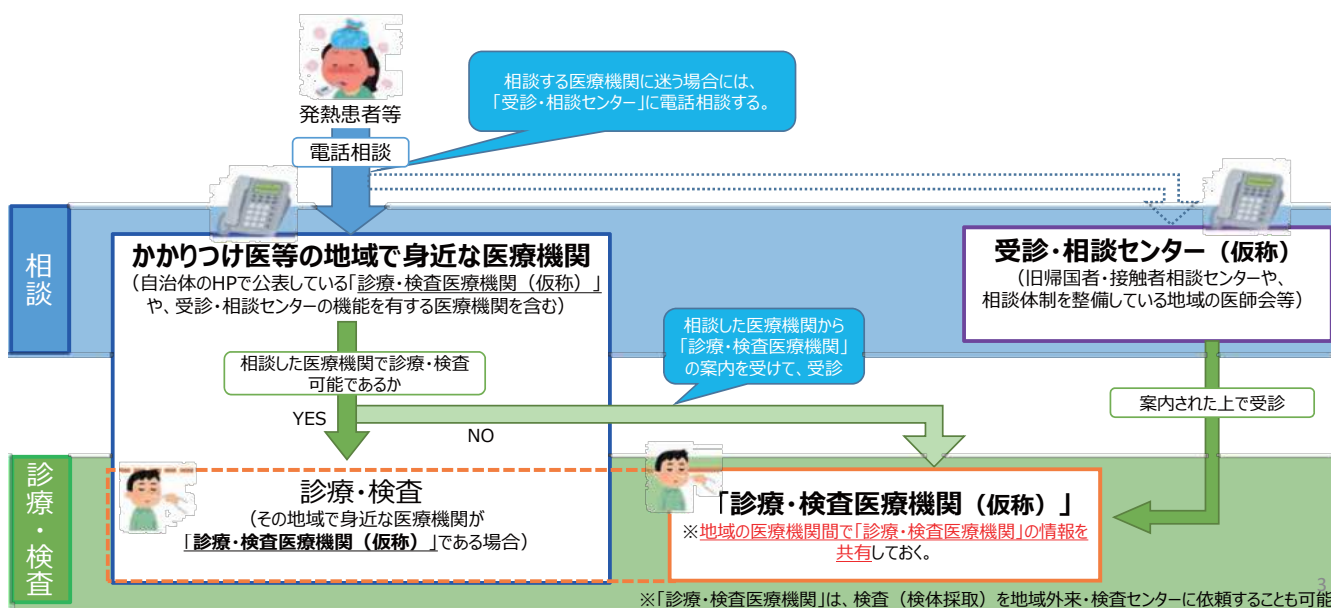 発熱患者等
電話相談
相談する医療機関に迷う場合には、
「受診・相談センター」に電話相談する。
相談
かかりつけ医等の地域で身近な医療機関
（自治体のHPで公表している「診療・検査医療機関（仮称）」
や、受診・相談センターの機能を有する医療機関を含む）
受診・相談センター（仮称）
（旧帰国者・接触者相談センターや、
相談体制を整備している地域の医師会等）
相談した医療機関で診療・検査
可能であるか
相談した医療機関から
「診療・検査医療機関」
の案内を受けて、受診
YES
NO
案内された上で受診
診療・検査
診療・検査
（その地域で身近な医療機関が
「診療・検査医療機関（仮称）」である場合）
「診療・検査医療機関（仮称）」
※地域の医療機関間で「診療・検査医療機関」の情報を
共有しておく。
3
※「診療・検査医療機関」は、検査（検体採取）を地域外来・検査センターに依頼することも可能